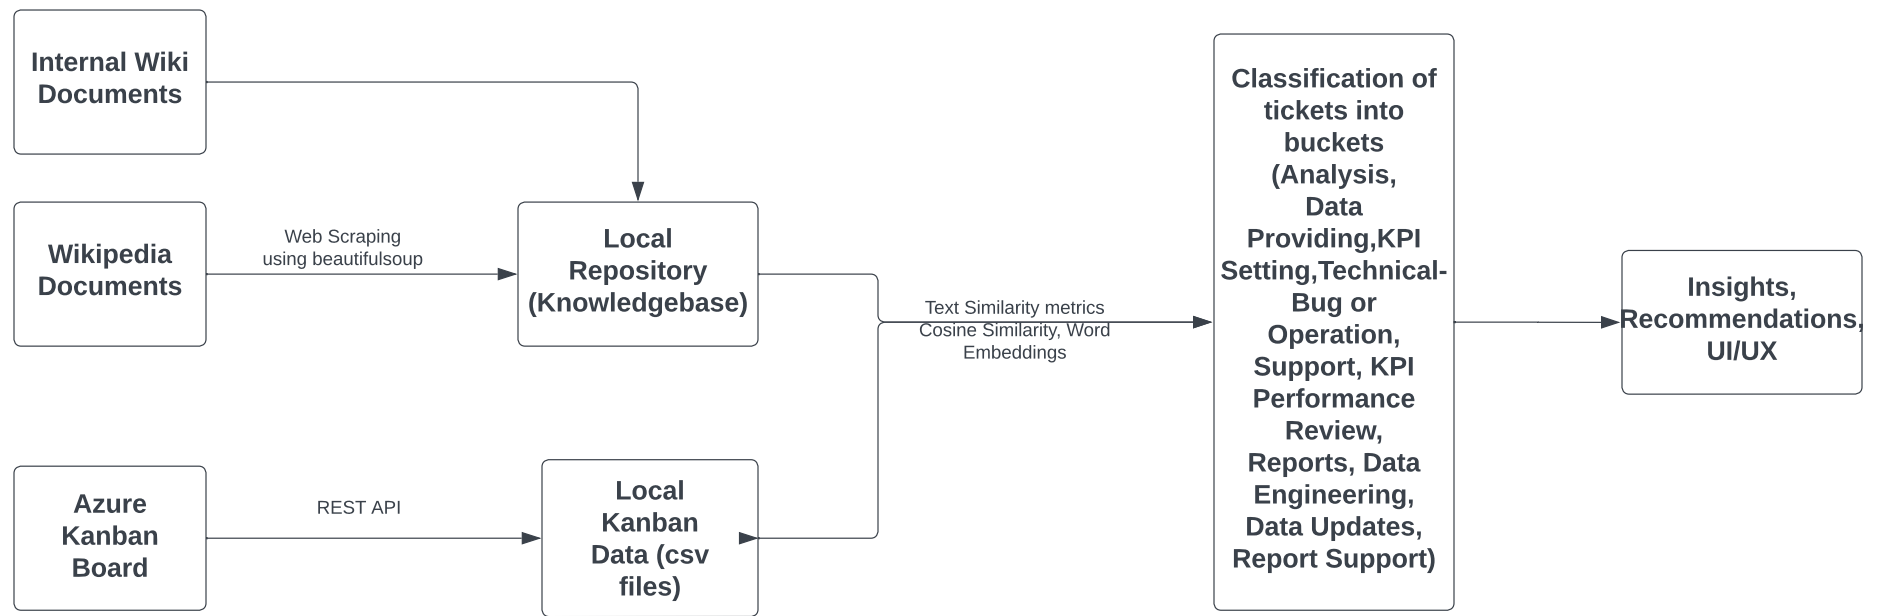 Internal Wiki
Documents
Wikipedia
Documents
Web Scraping
using beautifulsoup
Local
Repository
(Knowledgebase)
Azure
Kanban
Board
REST API
Local
Kanban
Data (csv
files)
Text Similarity metrics
Cosine Similarity, Word
Embeddings
Classification of
tickets into
buckets
(Analysis,
Data
Providing,KPI
Setting,Technical-
Bug or
Operation,
Support, KPI
Performance
Review,
Reports, Data
Engineering,
Data Updates,
Report Support)
Insights,
Recommendations,
UI/UX